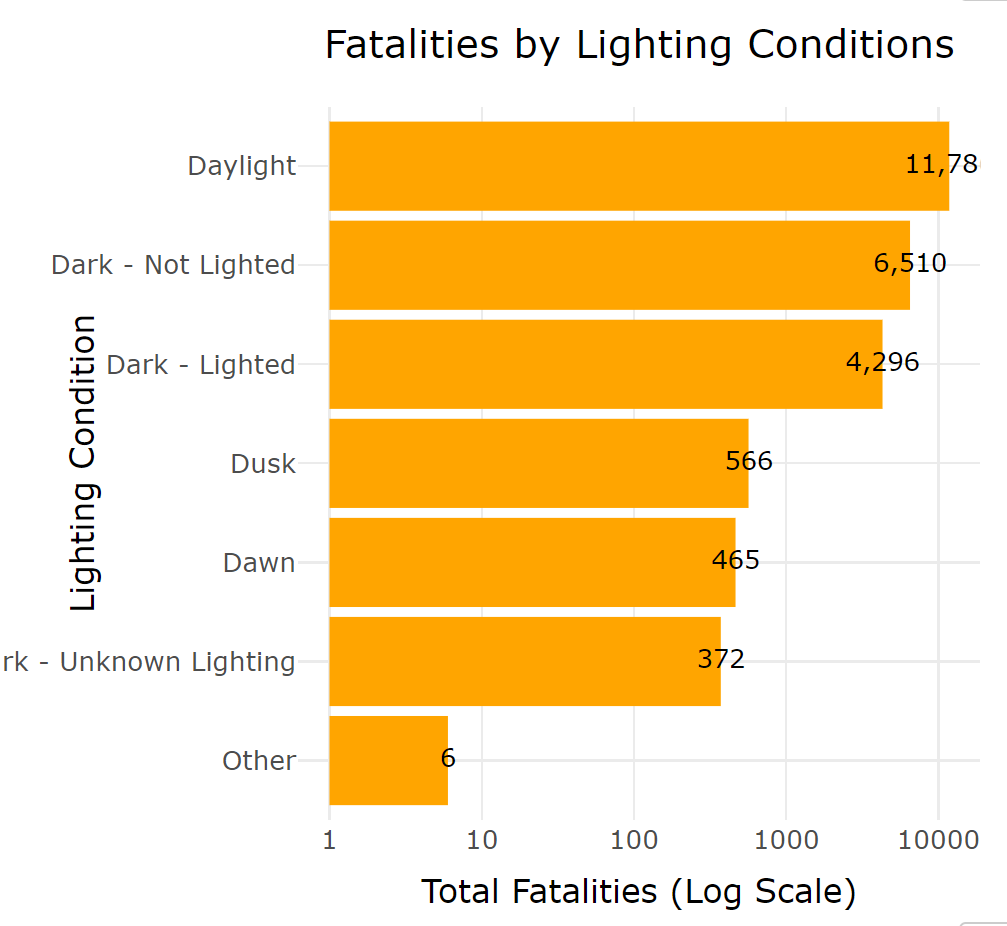 Fatalities by Lighting Conditions
Daylight
11,78
Dark - Not Lighted
6,510
Dark - Lighted
4,296
Dusk
566
Dawn
465
rk - Unknown Lighting
372
Other
6
1 10 100 1000 10000
Total Fatalities (Log Scale)
Lighting Condition